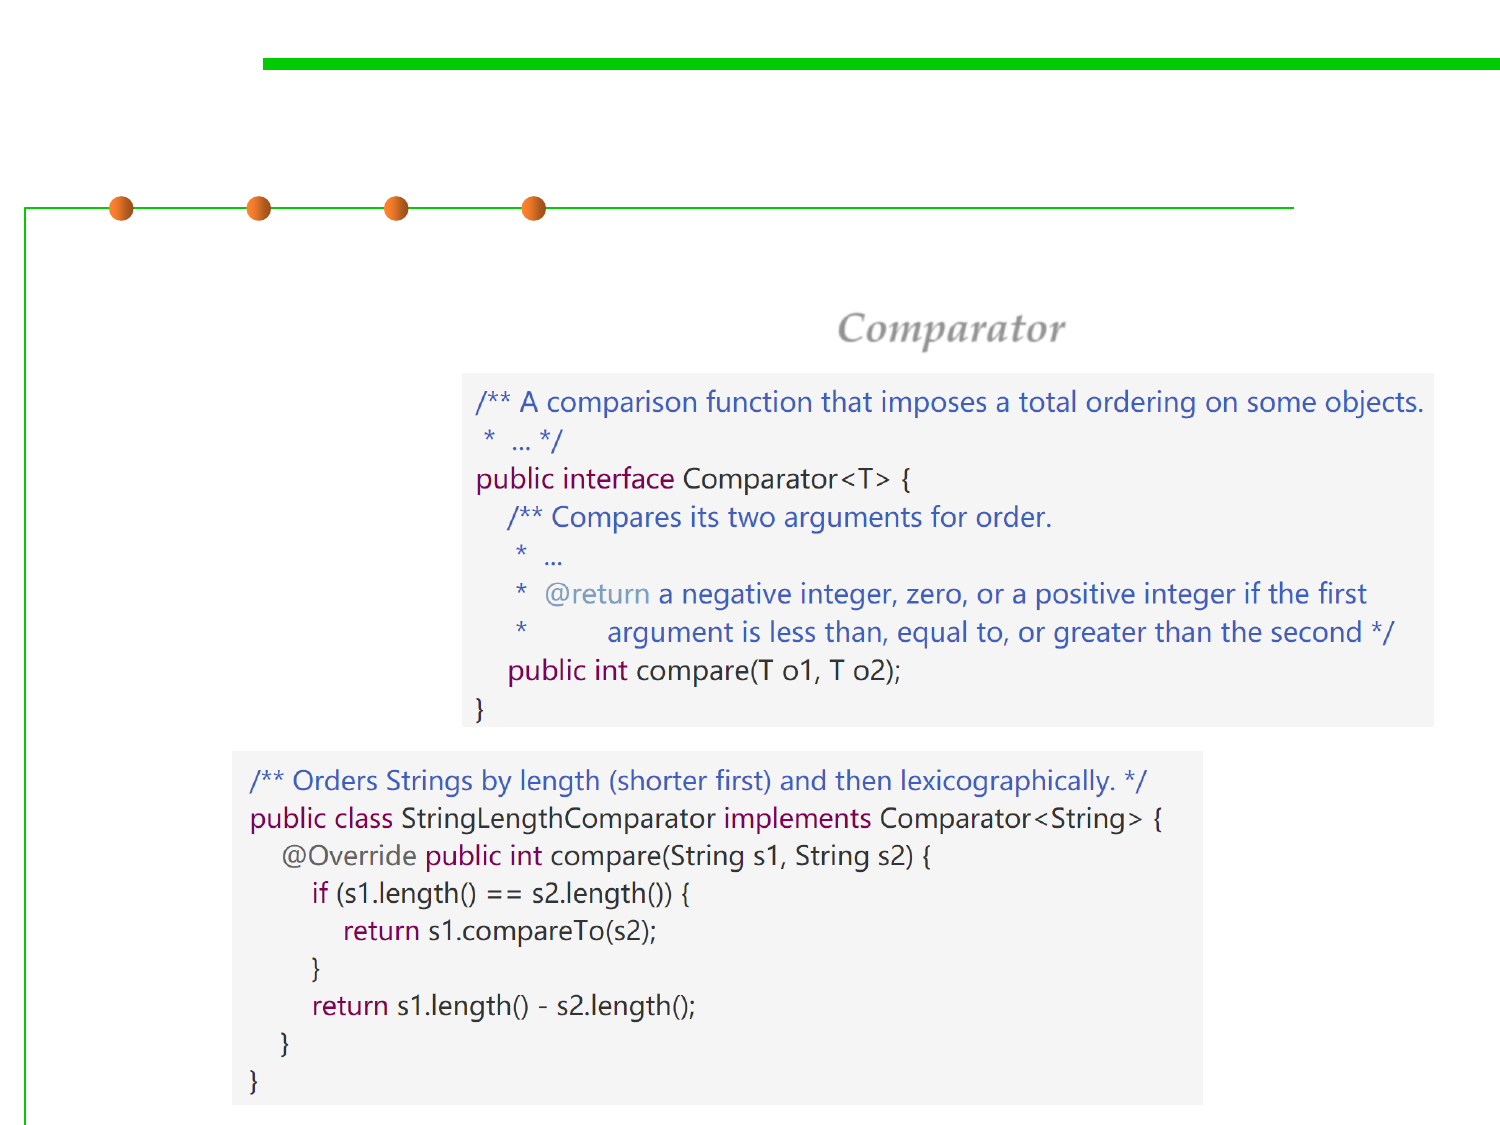 Comparator
/** A comparison function that imposes a total ordering on some objects.
 *  ... */
public interface Comparator<T> {
    /** Compares its two arguments for order.
     *  ...
     *  @return a negative integer, zero, or a positive integer if the first
     *          argument is less than, equal to, or greater than the second */
    public int compare(T o1, T o2);
}
/** Orders Strings by length (shorter first) and then lexicographically. */
public class StringLengthComparator implements Comparator<String> {
    @Override public int compare(String s1, String s2) {
        if (s1.length() == s2.length()) {
            return s1.compareTo(s2);
        }
        return s1.length() - s2.length();
    }
}